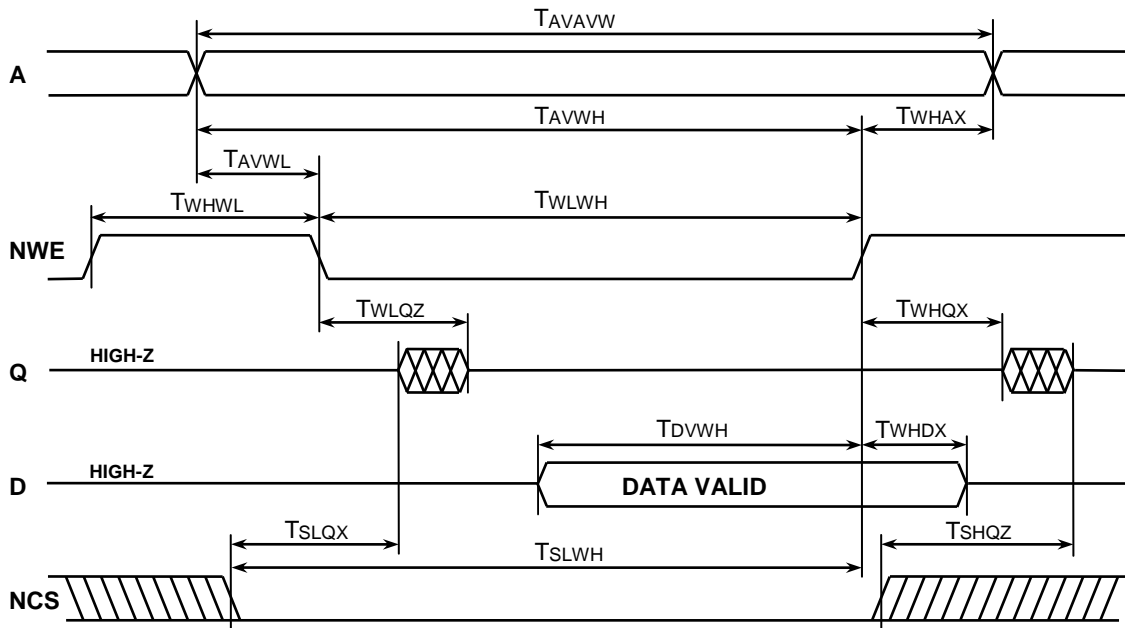 TAVAVW
A
TAVWH
TWHAX
TAVWL
TWHWL
TWLWH
NWE
TWLQZ
TWHQX
HIGH-Z
Q
TDVWH
TWHDX
HIGH-Z
D
DATA VALID
TSLQX
TSLWH
TSHQZ
NCS